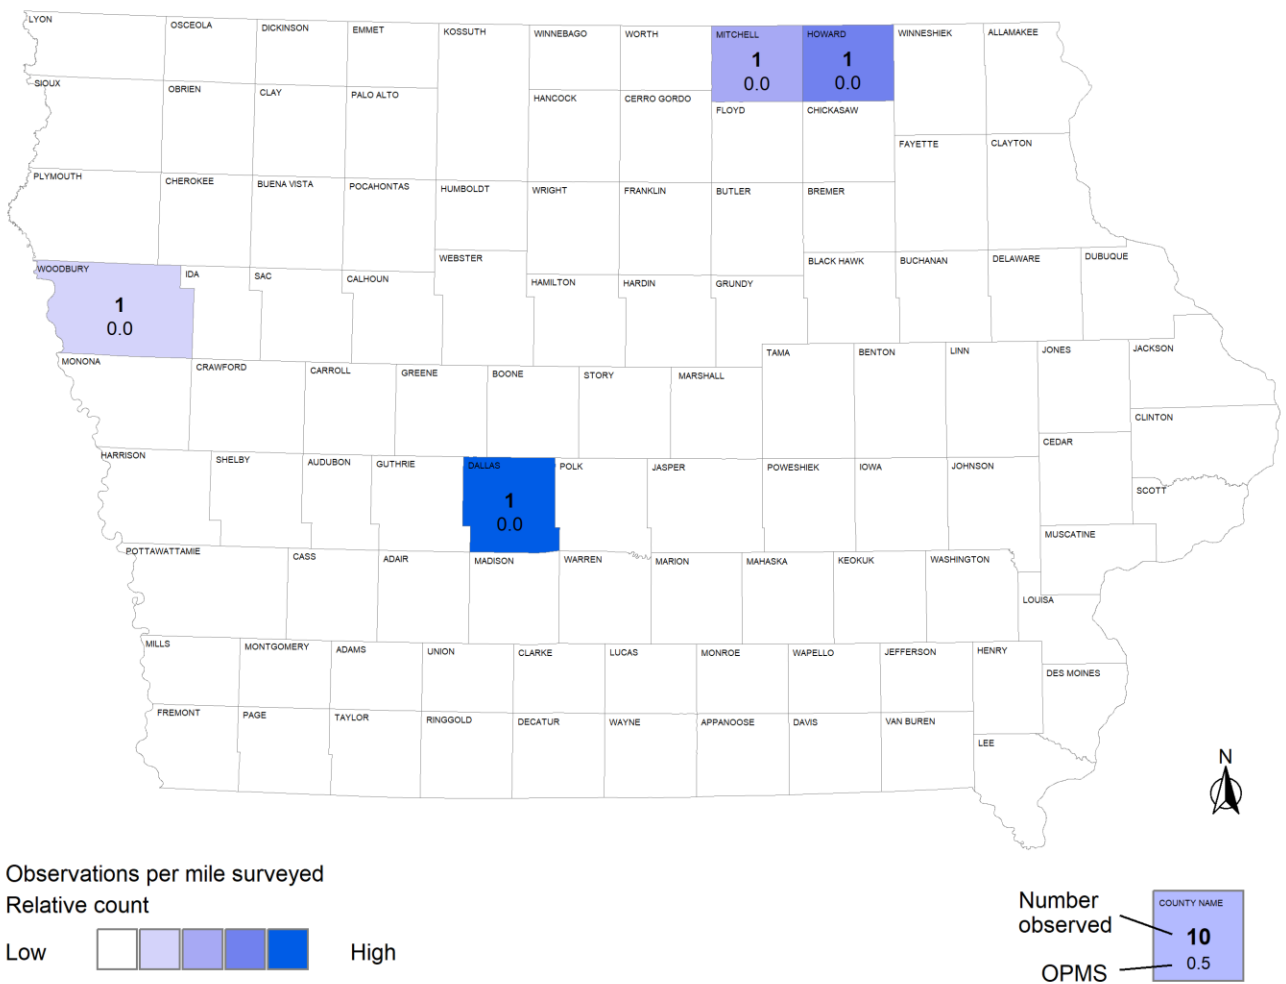 LYON
OSCEOLA
DICKINSON
EMMET
KOSSUTH
WINNEBAGO
WORTH
MITCHELL
1
0.0
HOWARD
1
0.0
WINNESHIEK
ALLAMAKEE
SIOUX
OBRIEN
CLAY
PALO ALTO
HANCOCK
CERRO GORDO
FLOYD
CHICKASAW
FAYETTE
CLAYTON
PLYMOUTH
CHEROKEE
BUENA VISTA
POCAHONTAS
HUMBOLDT
WRIGHT
FRANKLIN
BUTLER
BREMER
WOODBURY
1
0.0
IDA
SAC
CALHOUN
WEBSTER
HAMILTON
HARDIN
GRUNDY
BLACK HAWK
BUCHANAN
DELAWARE
DUBUQUE
MONONA
CRAWFORD
CARROLL
GREENE
BOONE
STORY
MARSHALL
TAMA
BENTON
LINN
JONES
JACKSON
CLINTON
CEDAR
HARRISON
SHELBY
AUDUBON
GUTHRIE
DALLAS
1
0.0
POLK
JASPER
POWESHIEK
IOWA
JOHNSON
SCOTT
MUSCATINE
POTTAWATTAMIE
CASS
ADAIR
MADISON
WARREN
MARION
MAHASKA
KEOKUK
WASHINGTON
LOUISA
MILLS
MONTGOMERY
ADAMS
UNION
CLARKE
LUCAS
MONROE
WAPELLO
JEFFERSON
HENRY
DES MOINES
FREMONT
PAGE
TAYLOR
RINGGOLD
DECATUR
WAYNE
APPANOOSE
DAVIS
VAN BUREN
LEE
N
Observations per mile surveyed
Relative count
Low
High
Number
observed
OPMS
COUNTY NAME
10
0.5